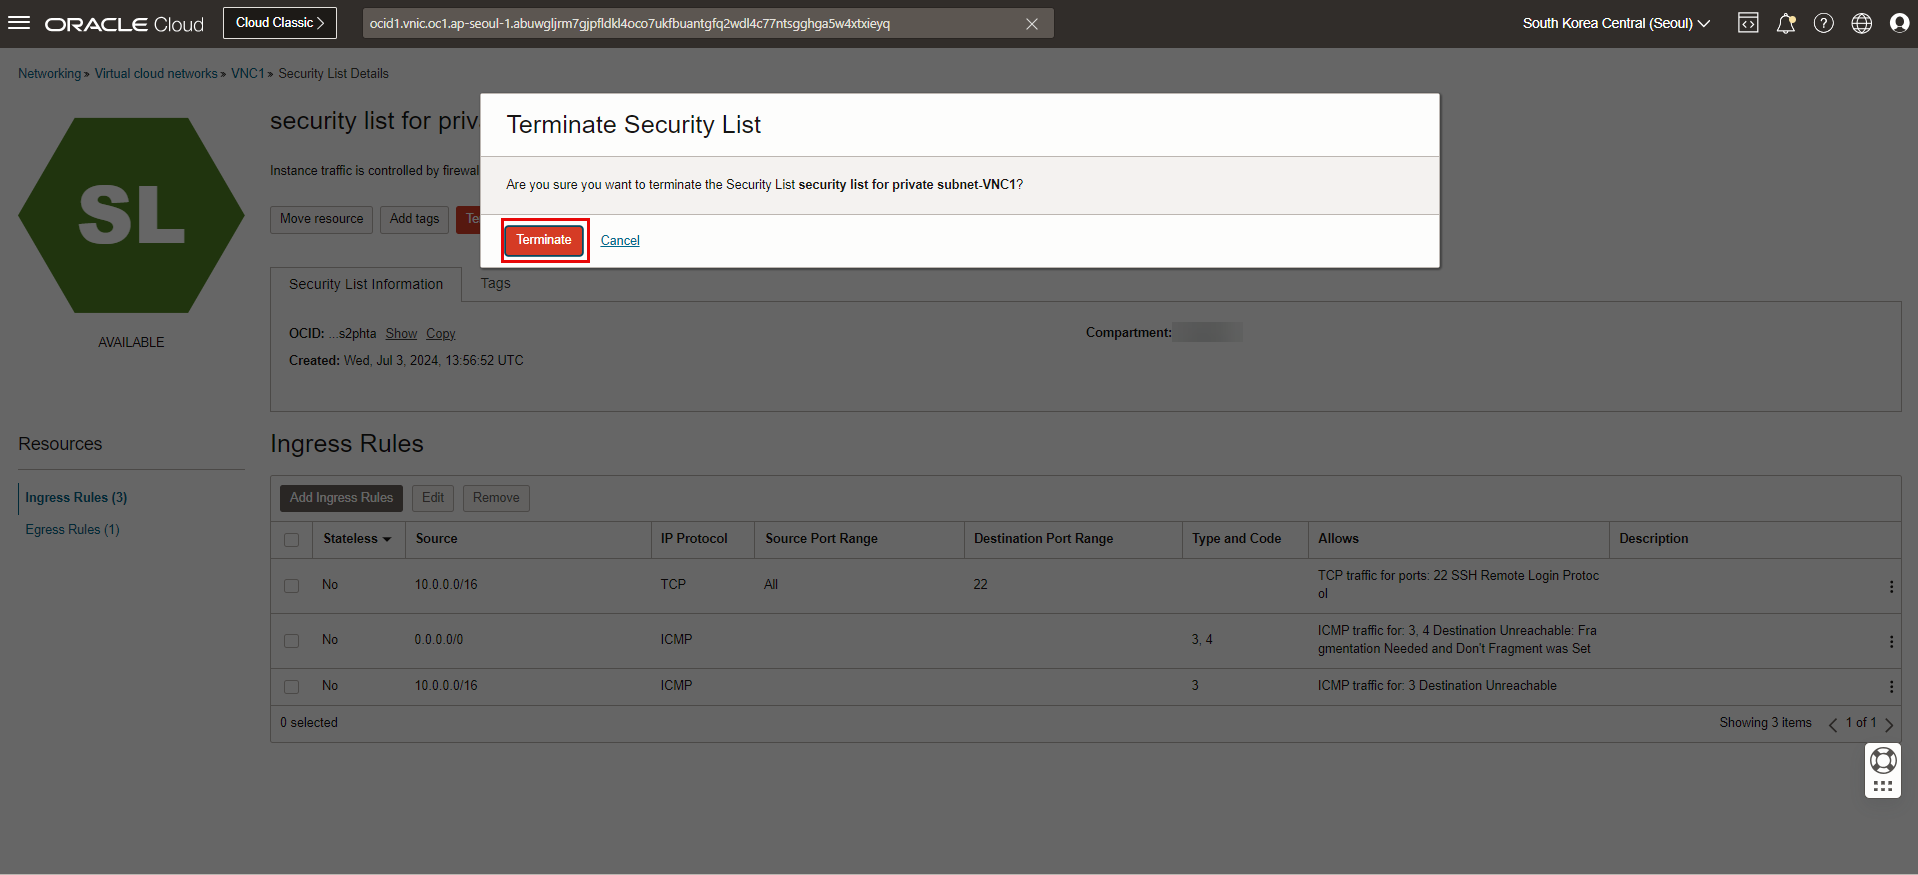 ORACLE Cloud
Cloud Classic
ocid1.vnic.oc1.ap-seoul-1.abuwgljrm7gjpfldkl4oco7ukfbuantgfq2wdl4c77ntsgghga5w4xtxieyq
South Korea Central (Seoul)
Networking » Virtual cloud networks » VNC1 » Security List Details
security list for priv
Terminate Security List
Instance traffic is controlled by firewal
Are you sure you want to terminate the Security List security list for private subnet-VNC1?
SL
Move resource
Add tags
Te
Terminate
Cancel
Security List Information
Tags
OCID: ...s2phta Show Copy
Compartment:
AVAILABLE
Created: Wed, Jul 3, 2024, 13:56:52 UTC
Resources
Ingress Rules (3)
Egress Rules (1)
Ingress Rules
Add Ingress Rules
Edit
Remove
Stateless Source IP Protocol Source Port Range Destination Port Range Type and Code Allows Description
No 10.0.0.0/16 TCP All 22 TCP traffic for ports: 22 SSH Remote Login Protoc
ol
No 0.0.0.0/0 ICMP 3, 4 ICMP traffic for: 3, 4 Destination Unreachable: Fra
gmentation Needed and Don't Fragment was Set
No 10.0.0.0/16 ICMP 3 ICMP traffic for: 3 Destination Unreachable
0 selected
Showing 3 items
1 of 1